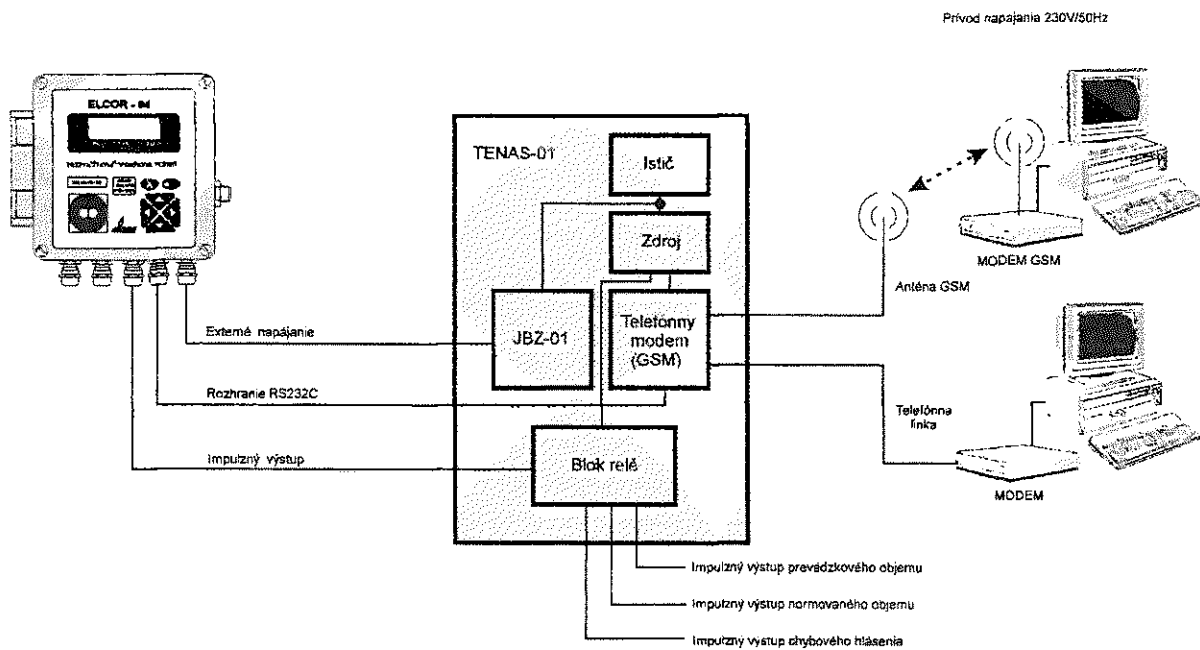 Prívod napajania 230V/50Hz
ELCOR - 94
TENAS-01
Istič
Zdroj
JBZ-01
Telefónny
modem
(GSM)
Blok relé
Externé napájanie
Rozhranie RS232C
Impulzný výstup
Anténa GSM
MODEM GSM
Telefónna
linka
MODEM
Impulzný výstup prevádzkového objemu
Impulzný výstup normovaného objemu
Impulzný výstup chybového hlásenia